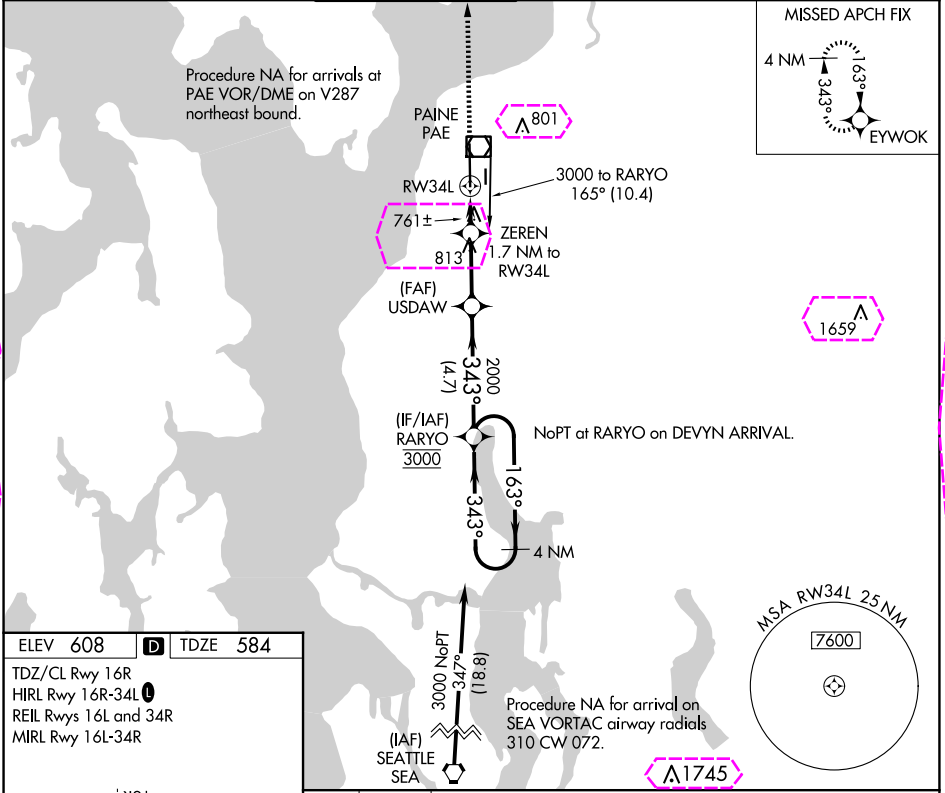 MISSED APCH FIX
4 NM
343°
163°
EYWOK
Procedure NA for arrivals at
PAE VOR/DME on V287
northeast bound.
PAINE
PAE
801
RW34L
3000 to RARYO
165° (10.4)
761±
813
ZEREN
1.7 NM to
RW34L
(FAF)
USDAW
1659
2000
343°
(4.7)
(IF/IAF)
RARYO
3000
NoPT at RARYO on DEVYN ARRIVAL.
163°
343°
4 NM
MSA RW34L 25 NM
7600
3000 NoPT
347°
(18.8)
Procedure NA for arrival on
SEA VORTAC airway radials
310 CW 072.
(IAF)
SEATTLE
SEA
1745
ELEV 608 D TDZE 584
TDZ/CL Rwy 16R
HIRL Rwy 16R-34L L
REIL Rwys 16L and 34R
MIRL Rwy 16L-34R